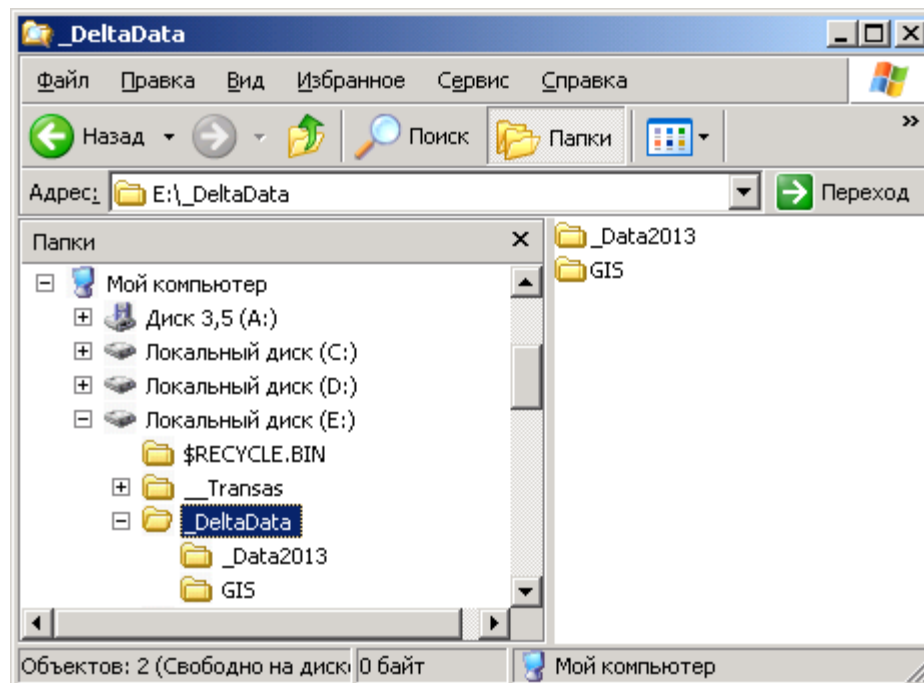 _DeltaData
Файл Правка Вид Избранное Сервис Справка
Назад Поиск Папки »
Адрес: E:\_DeltaData Переход
Папки
Мой компьютер
Диск 3,5 (A:)
Локальный диск (C:)
Локальный диск (D:)
Локальный диск (E:)
$RECYCLE.BIN
__Transas
_DeltaData
_Data2013
GIS
_Data2013
GIS
Объектов: 2 (Свободно на диск 0 байт Мой компьютер